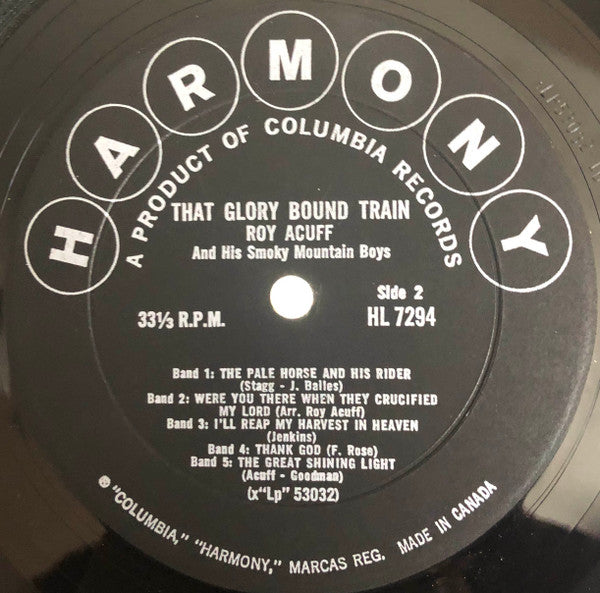 HARMONY
A PRODUCT OF COLUMBIA RECORDS
THAT GLORY BOUND TRAIN
ROY ACUFF
And His Smoky Mountain Boys
Side 2
33⅓ R.P.M.
HL 7294
Band 1: THE PALE HORSE AND HIS RIDER
(Stagg - J. Bailes)
Band 2: WERE YOU THERE WHEN THEY CRUCIFIED
MY LORD (Arr. Roy Acuff)
Band 3: I'LL REAP MY HARVEST IN HEAVEN
(Jenkins)
Band 4: THANK GOD (F. Rose)
Band 5: THE GREAT SHINING LIGHT
(Acuff - Goodman)
(x"Lp" 53032)
"COLUMBIA," "HARMONY," MARCAS REG. MADE IN CANADA